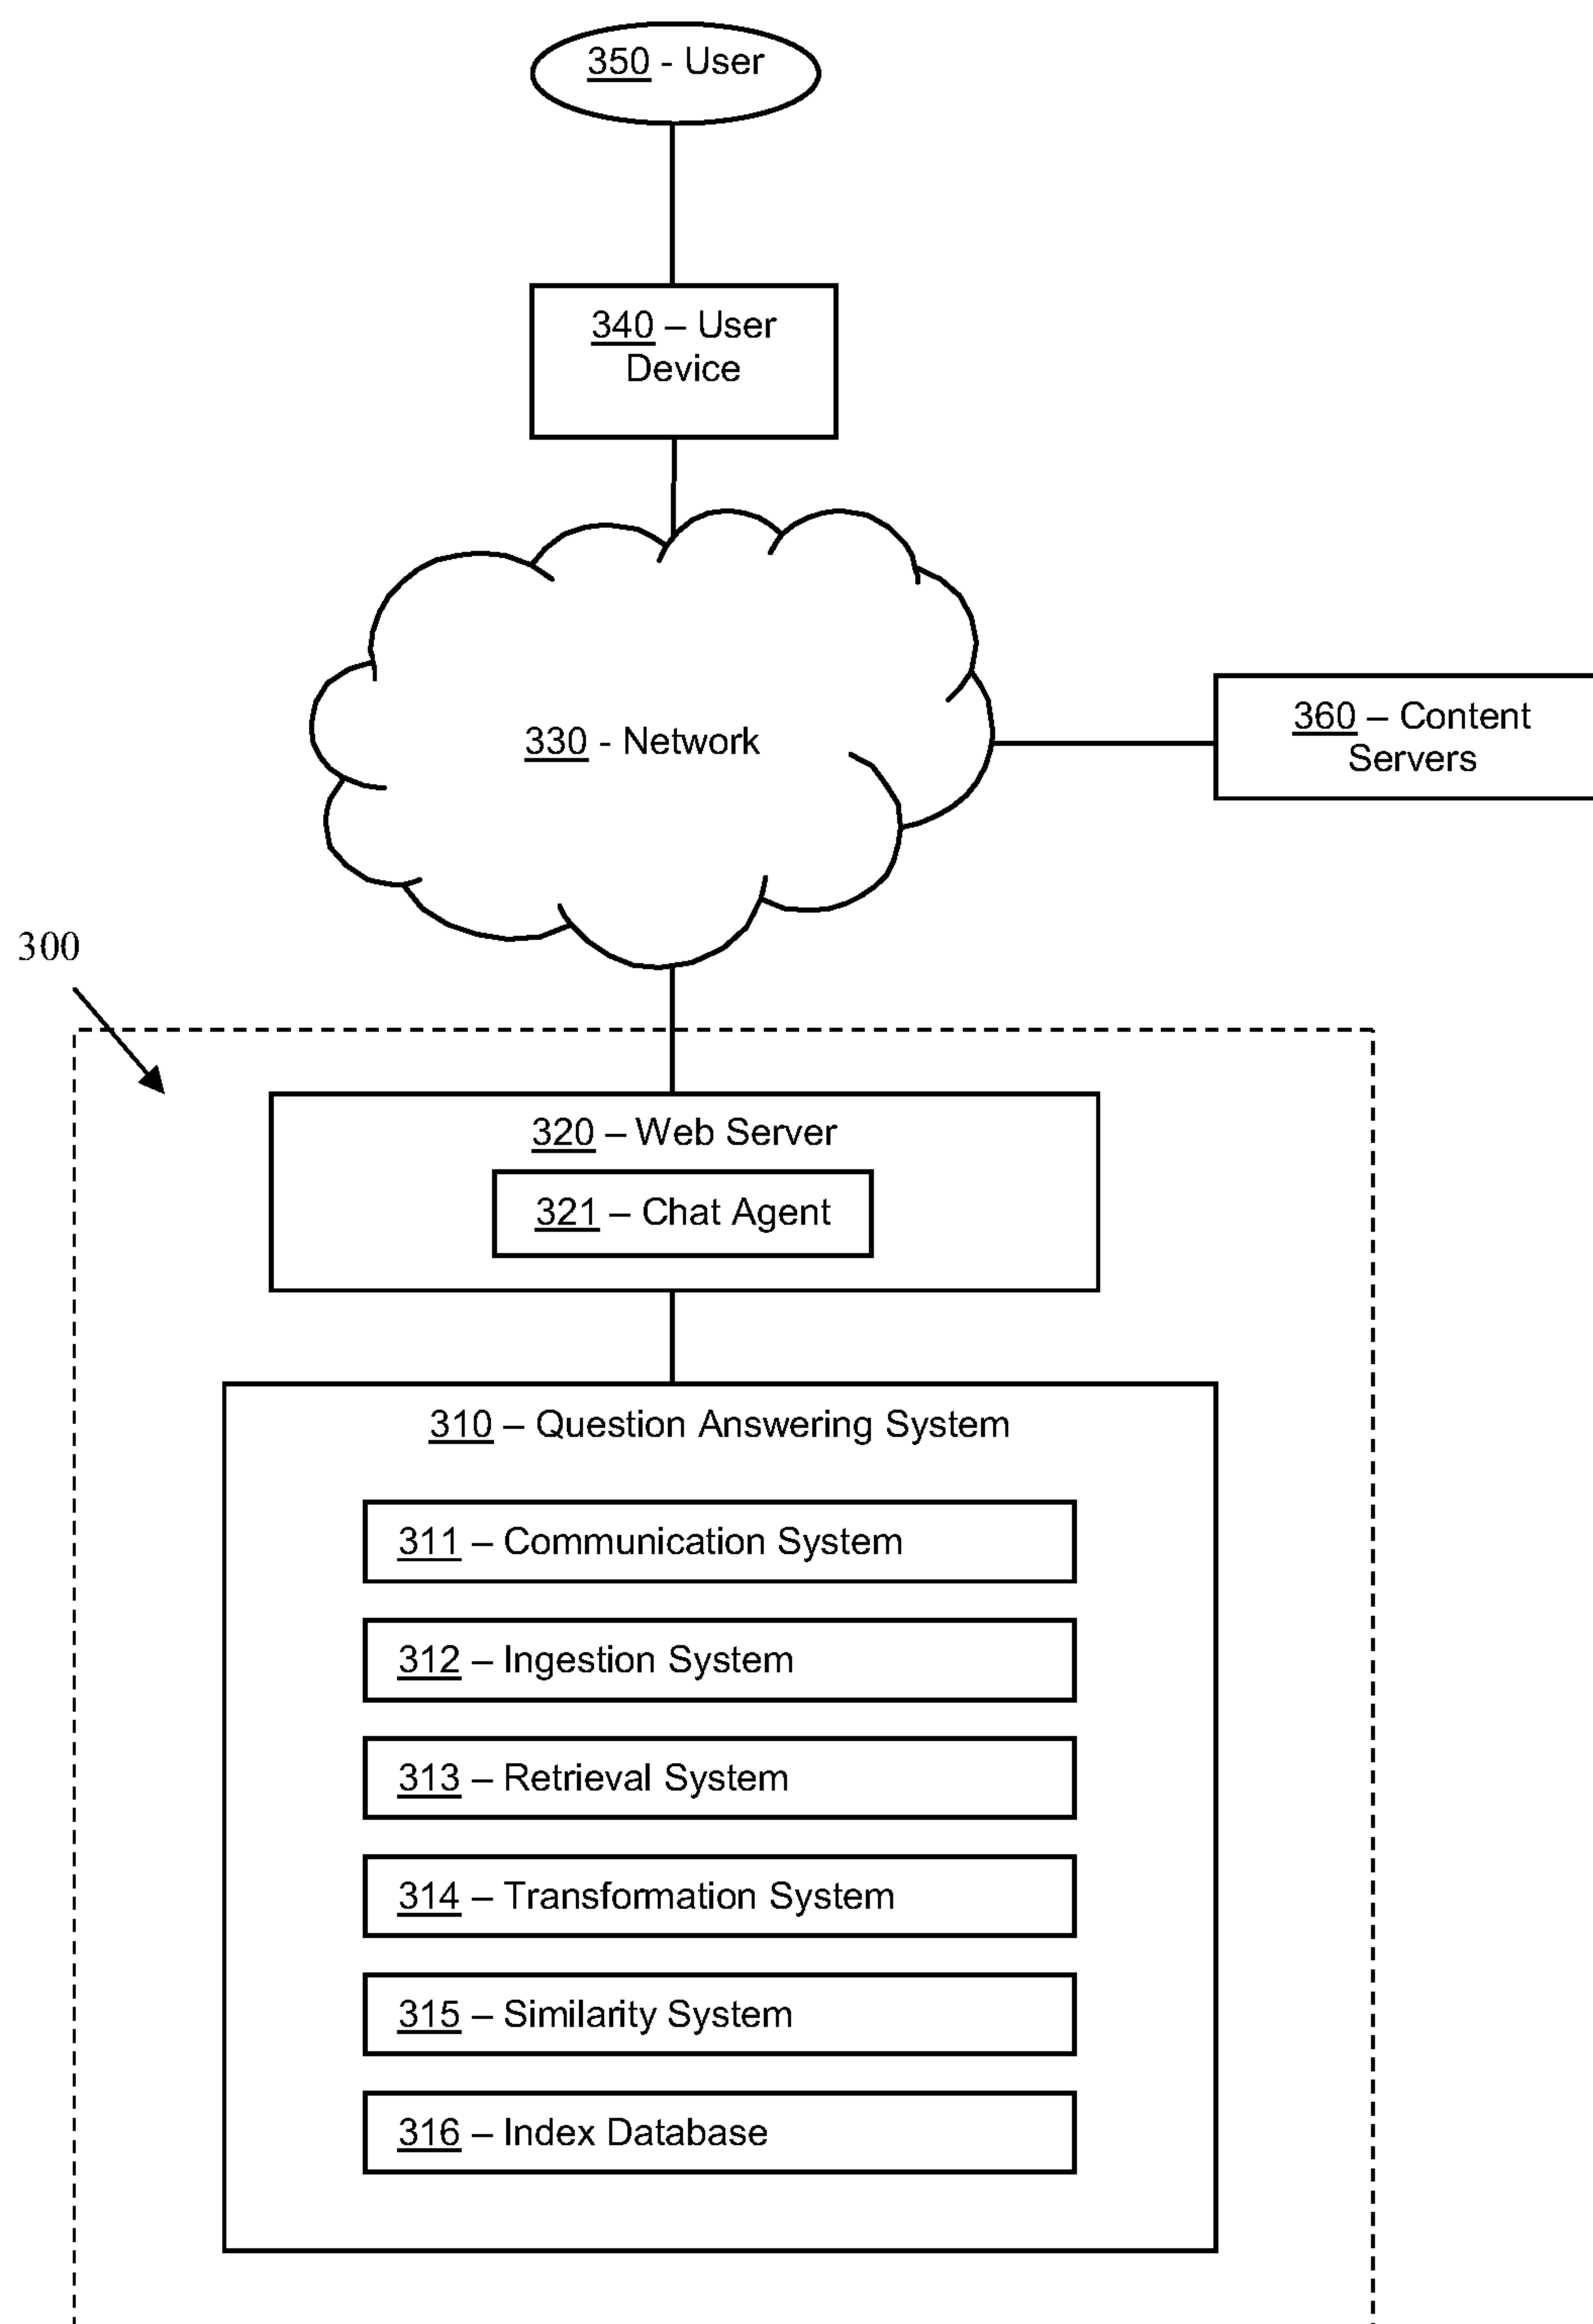 350 - User
340 – User
Device
330 - Network
360 – Content
Servers
300
320 – Web Server
321 – Chat Agent
310 – Question Answering System
311 – Communication System
312 – Ingestion System
313 – Retrieval System
314 – Transformation System
315 – Similarity System
316 – Index Database